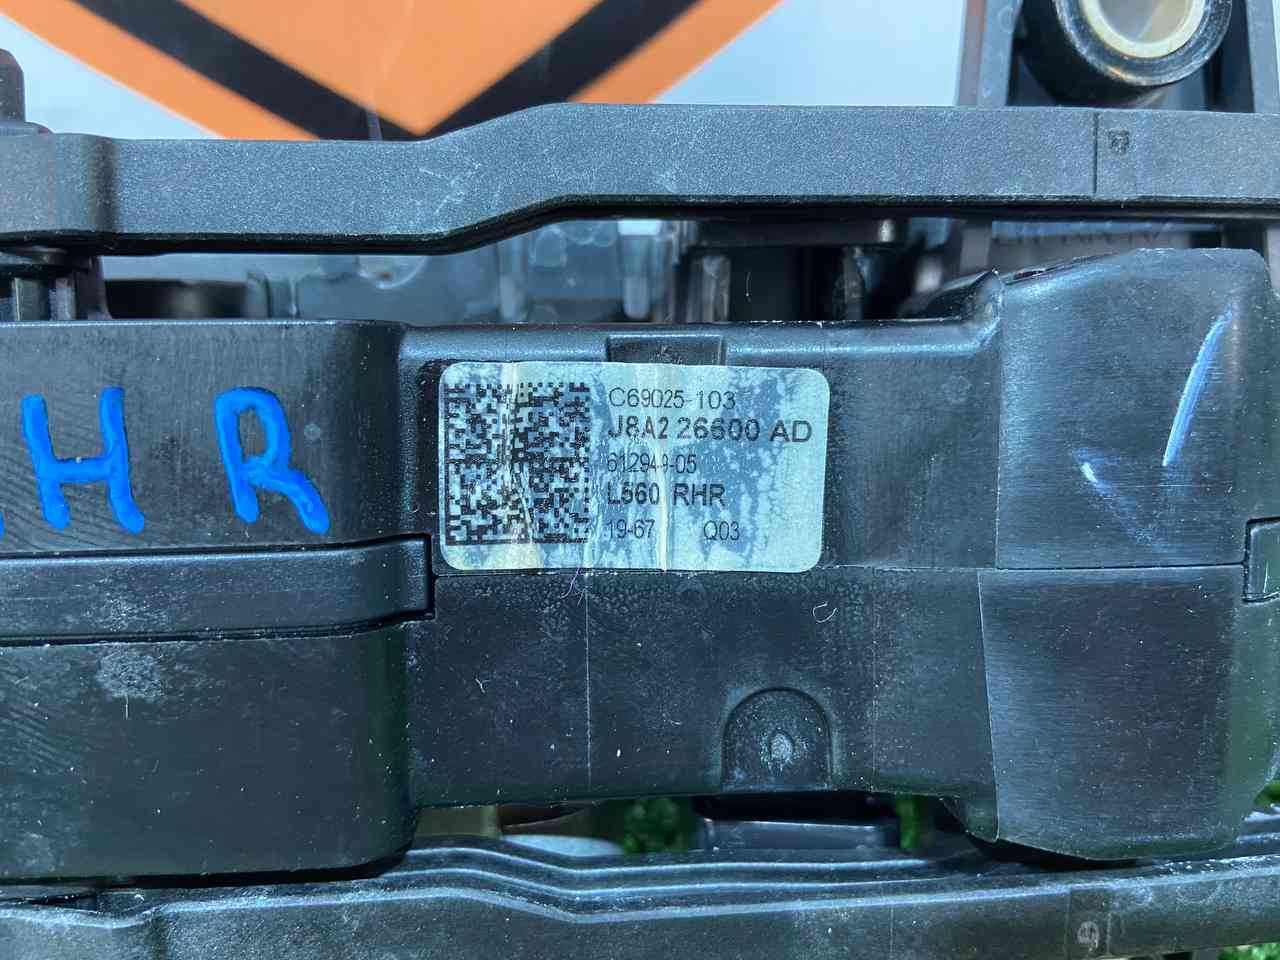 HR
C69025-103
J8A2 26600 AD
612949-05
L560 RHR
19-67 Q03